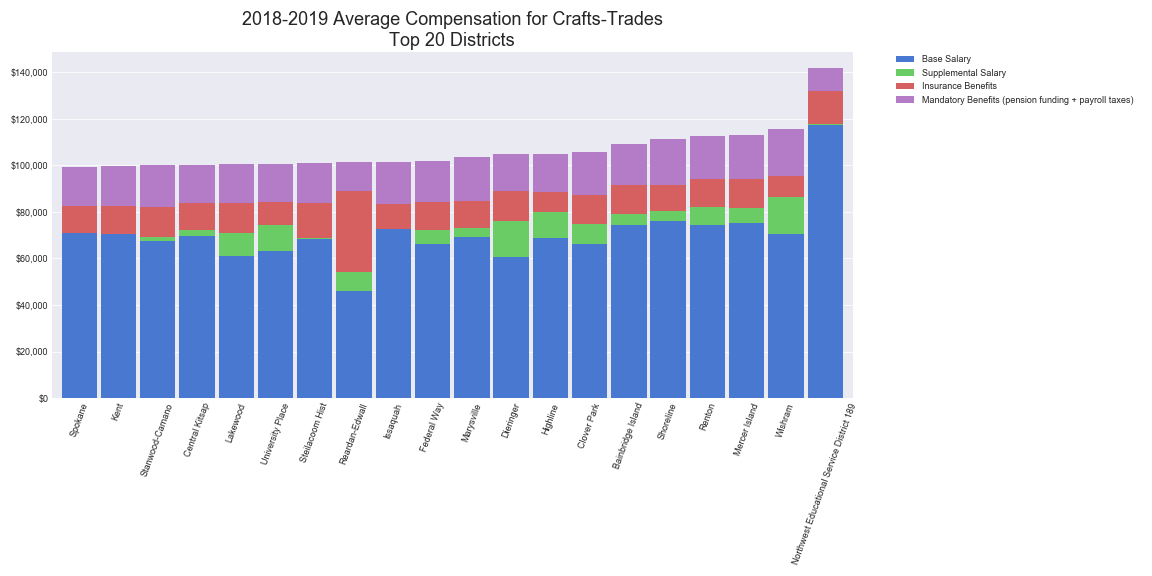 2018-2019 Average Compensation for Crafts-Trades
Top 20 Districts
Base Salary
Supplemental Salary
Insurance Benefits
Mandatory Benefits (pension funding + payroll taxes)
$140,000
$120,000
$100,000
$80,000
$60,000
$40,000
$20,000
$0
Spokane
Kent
Stanwood-Camano
Central Kitsap
Lakewood
University Place
Steilacoom Hist
Reardan-Edwall
Issaquah
Federal Way
Marysville
Dieringer
Highline
Clover Park
Bainbridge Island
Shoreline
Renton
Mercer Island
Wishram
Northwest Educational Service District 189